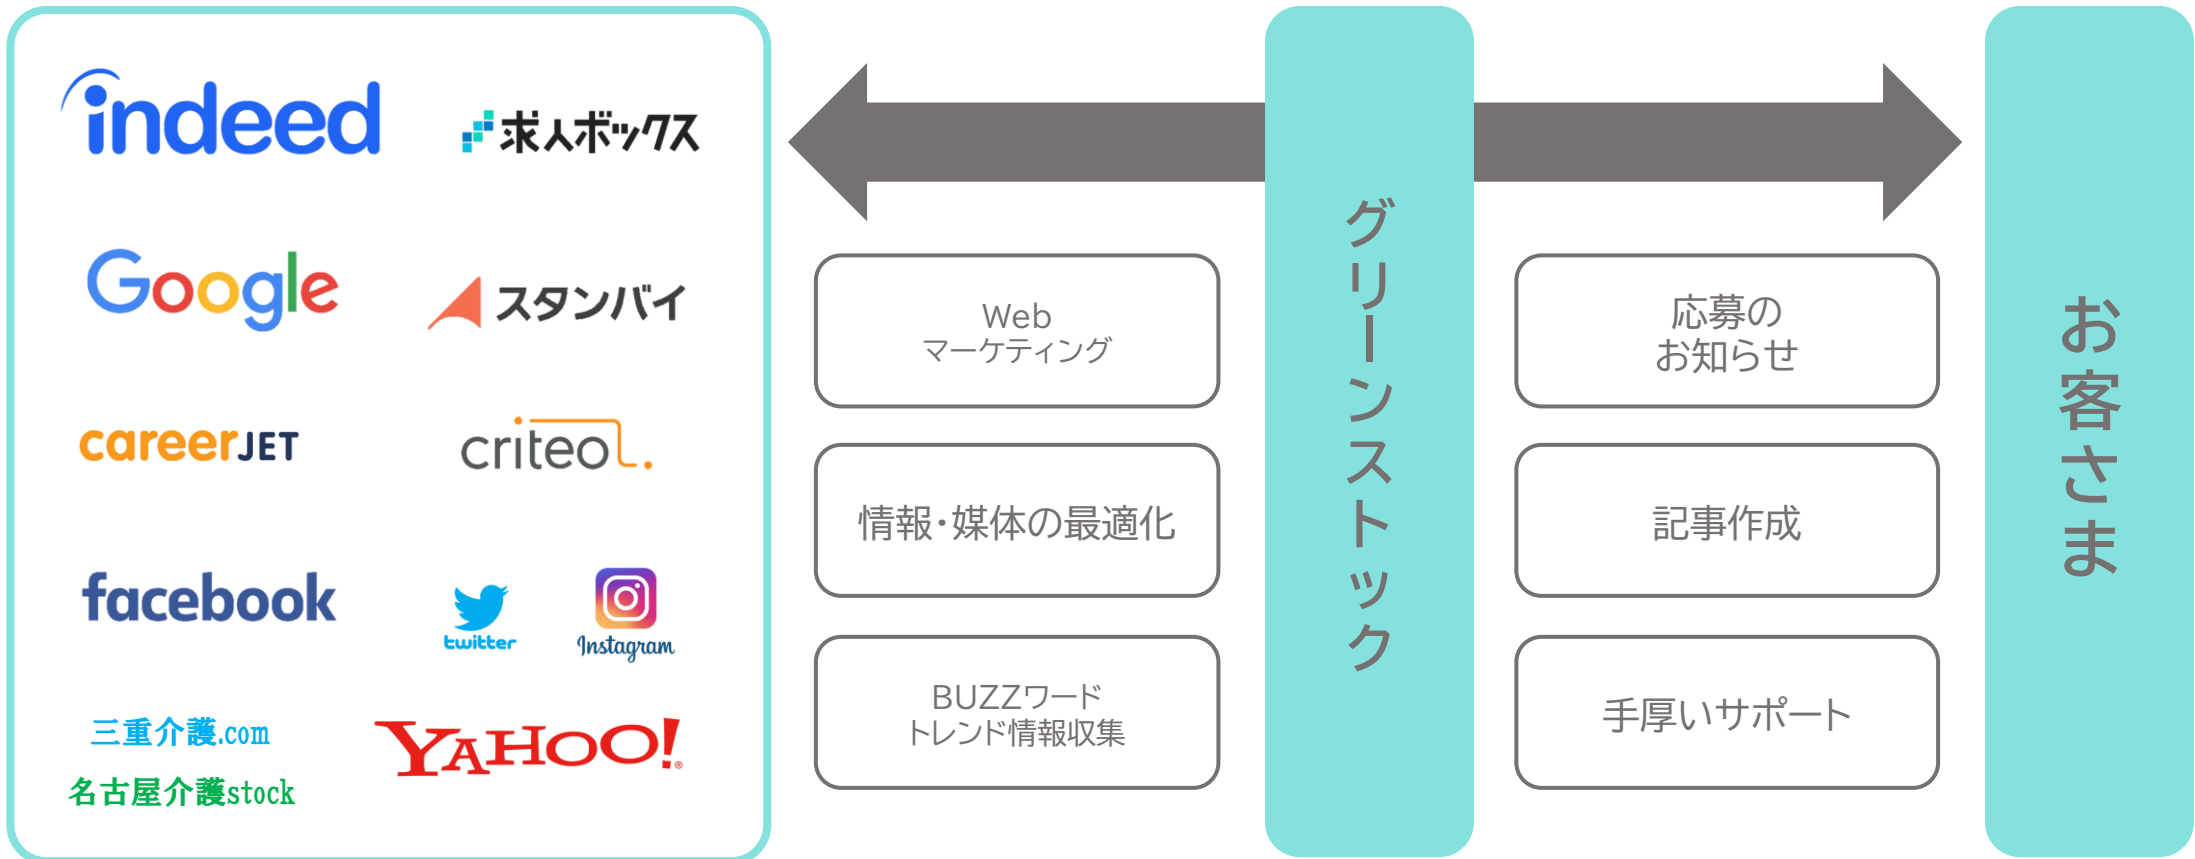 indeed
求人ボックス
Google
スタンバイ
careerJET
criteo
facebook
twitter
Instagram
三重介護.com
名古屋介護stock
YAHOO!
Web
マーケティング
情報・媒体の最適化
BUZZワード
トレンド情報収集
グリーンストック
応募の
お知らせ
記事作成
手厚いサポート
お客さま